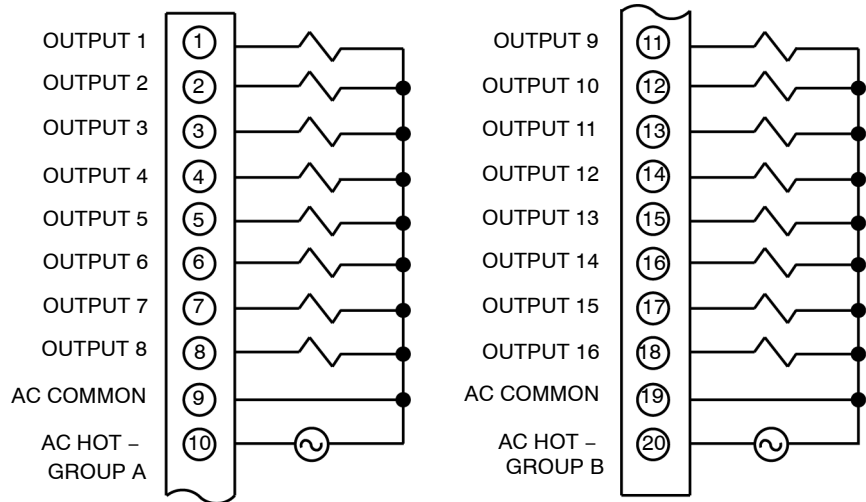 OUTPUT 1 1
OUTPUT 2 2
OUTPUT 3 3
OUTPUT 4 4
OUTPUT 5 5
OUTPUT 6 6
OUTPUT 7 7
OUTPUT 8 8
AC COMMON 9
AC HOT – 10
GROUP A
OUTPUT 9 11
OUTPUT 10 12
OUTPUT 11 13
OUTPUT 12 14
OUTPUT 13 15
OUTPUT 14 16
OUTPUT 15 17
OUTPUT 16 18
AC COMMON 19
AC HOT – 20
GROUP B